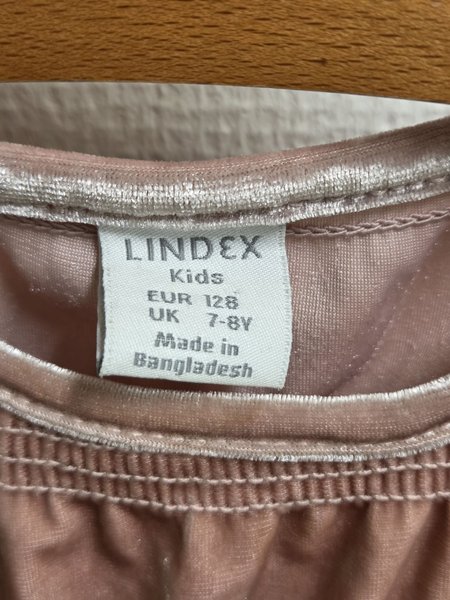 LINDEX
Kids
EUR 128
UK 7-8Y
Made in
Bangladesh